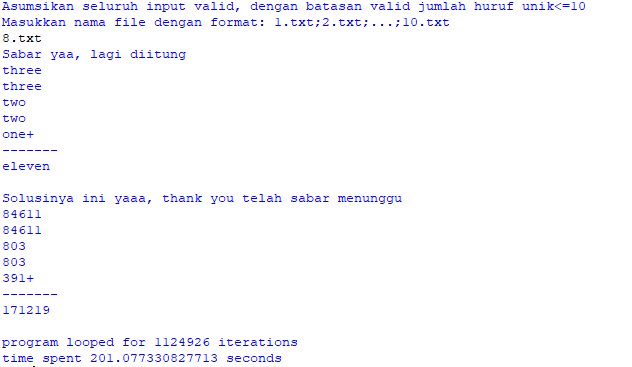 Asumsikan seluruh input valid, dengan batasan valid jumlah huruf unik<=10
Masukkan nama file dengan format: 1.txt;2.txt;...;10.txt
8.txt
Sabar yaa, lagi diitung
three
three
two
two
one+
-------
eleven
Solusinya ini yaaa, thank you telah sabar menunggu
84611
84611
803
803
391+
-------
171219
program looped for 1124926 iterations
time spent 201.077330827713 seconds